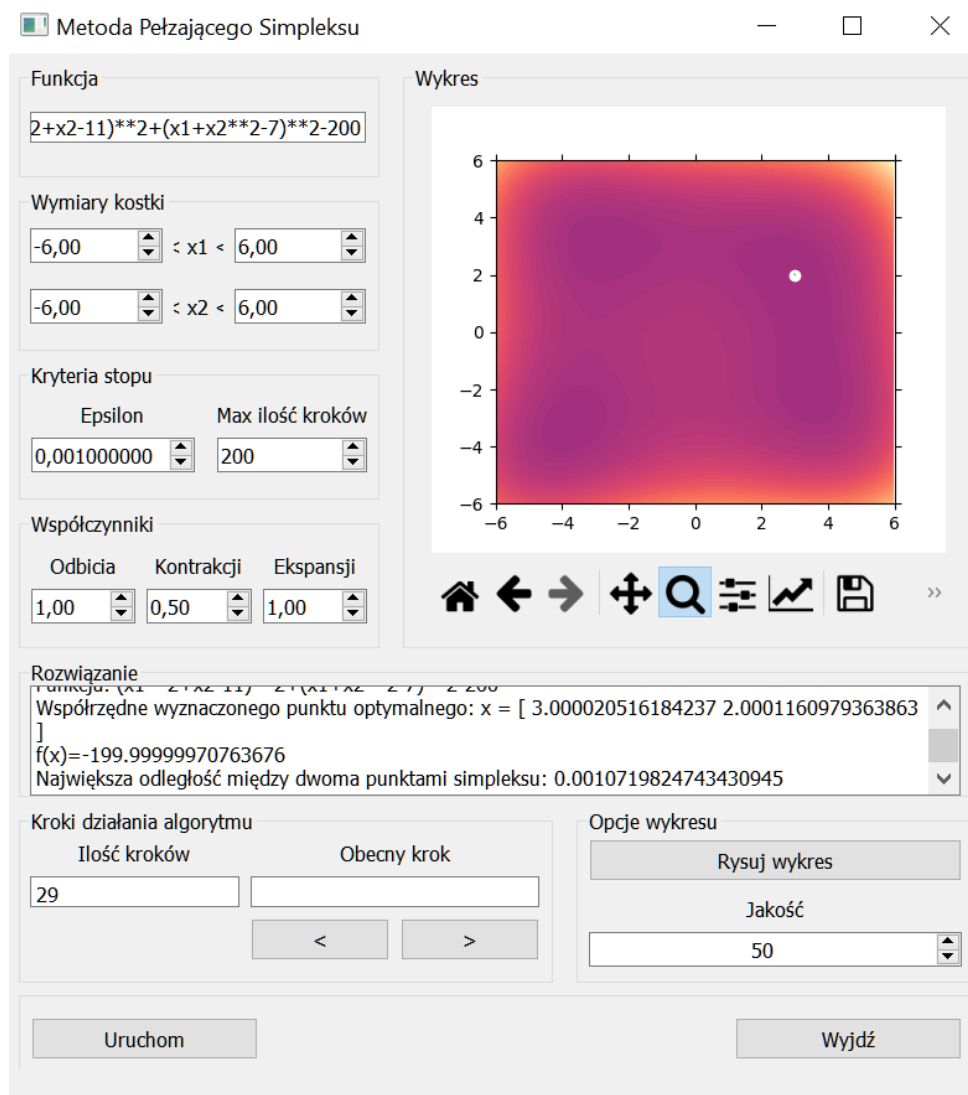 Metoda Pełzającego Simpleksu
Funkcja
2+x2-11)**2+(x1+x2**2-7)**2-200
Wymiary kostki
-6,00 < x1 < 6,00
-6,00 < x2 < 6,00
Kryteria stopu
Epsilon Max ilość kroków
0,001000000 200
Współczynniki
Odbicia Kontrakcji Ekspansji
1,00 0,50 1,00
Wykres
6
4
2
0
−2
−4
−6
−6 −4 −2 0 2 4 6
Rozwiązanie
Współrzędne wyznaczonego punktu optymalnego: x = [ 3.000020516184237 2.0001160979363863
]
f(x)=-199.99999970763676
Największa odległość między dwoma punktami simpleksu: 0.0010719824743430945
Kroki działania algorytmu
Ilość kroków Obecny krok
29
< >
Opcje wykresu
Rysuj wykres
Jakość
50
Uruchom Wyjdź